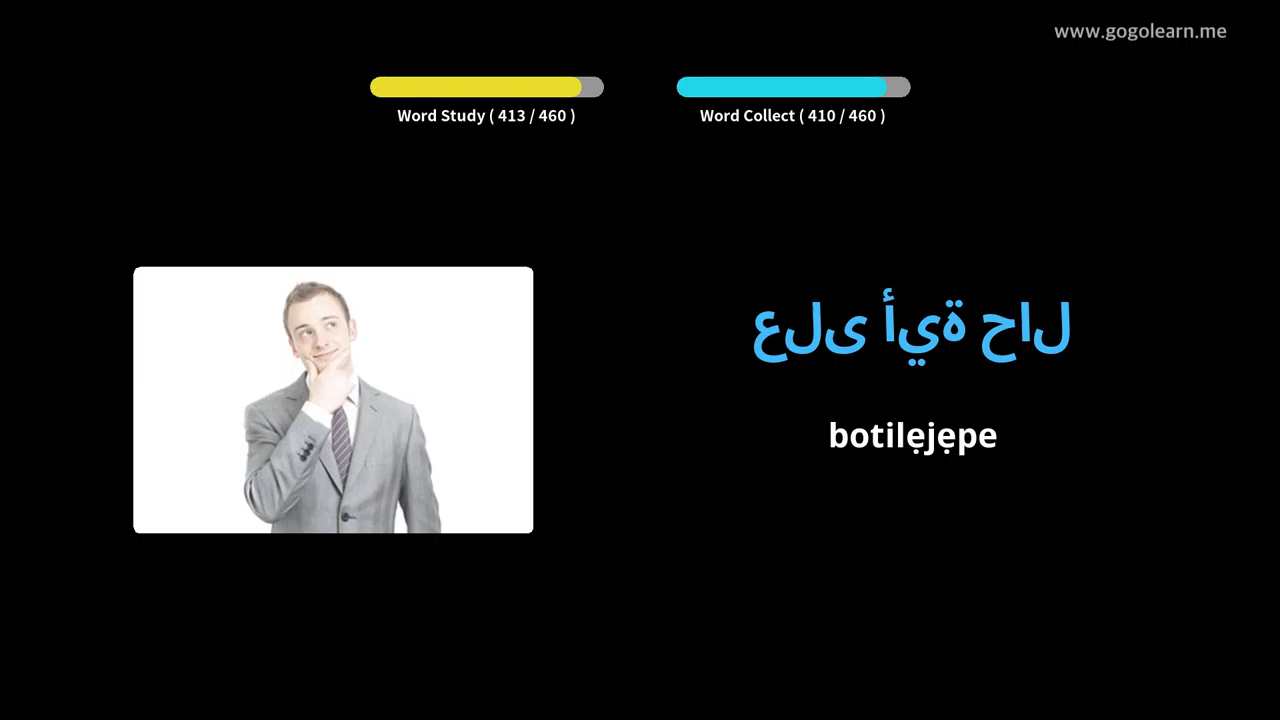 www.gogolearn.me
Word Study ( 413 / 460 )
Word Collect ( 410 / 460 )
على أية حال
botilẹjẹpe